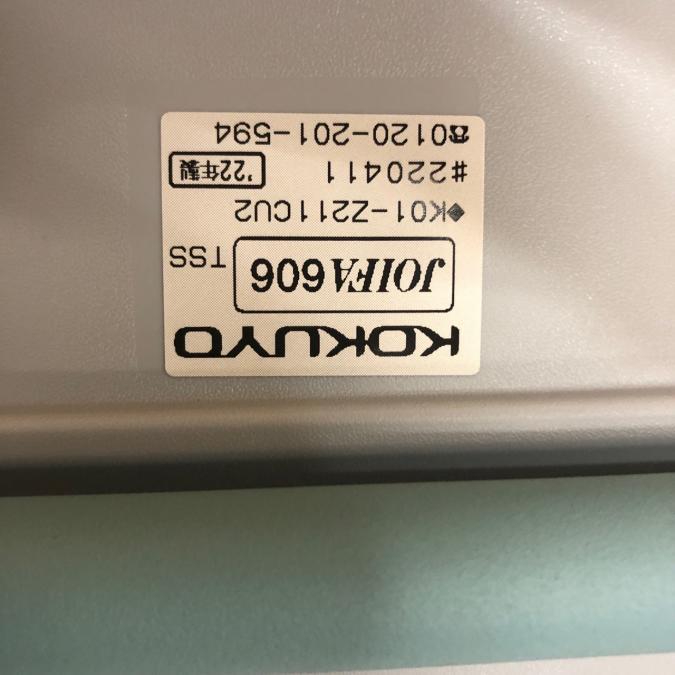 KOKUYO
JOIFA606 TSS
◆K01-Z211CU2
#220411 '22年製
☎0120-201-594